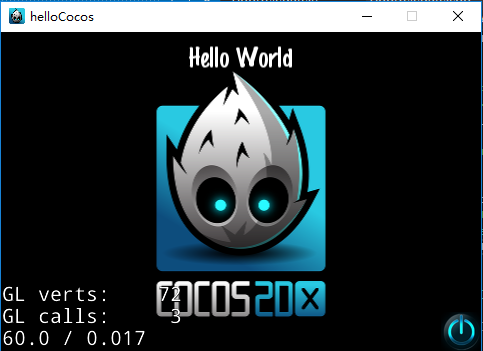 helloCocos
Hello World
COCOS2DX
GL verts: 72
GL calls: 3
60.0 / 0.017